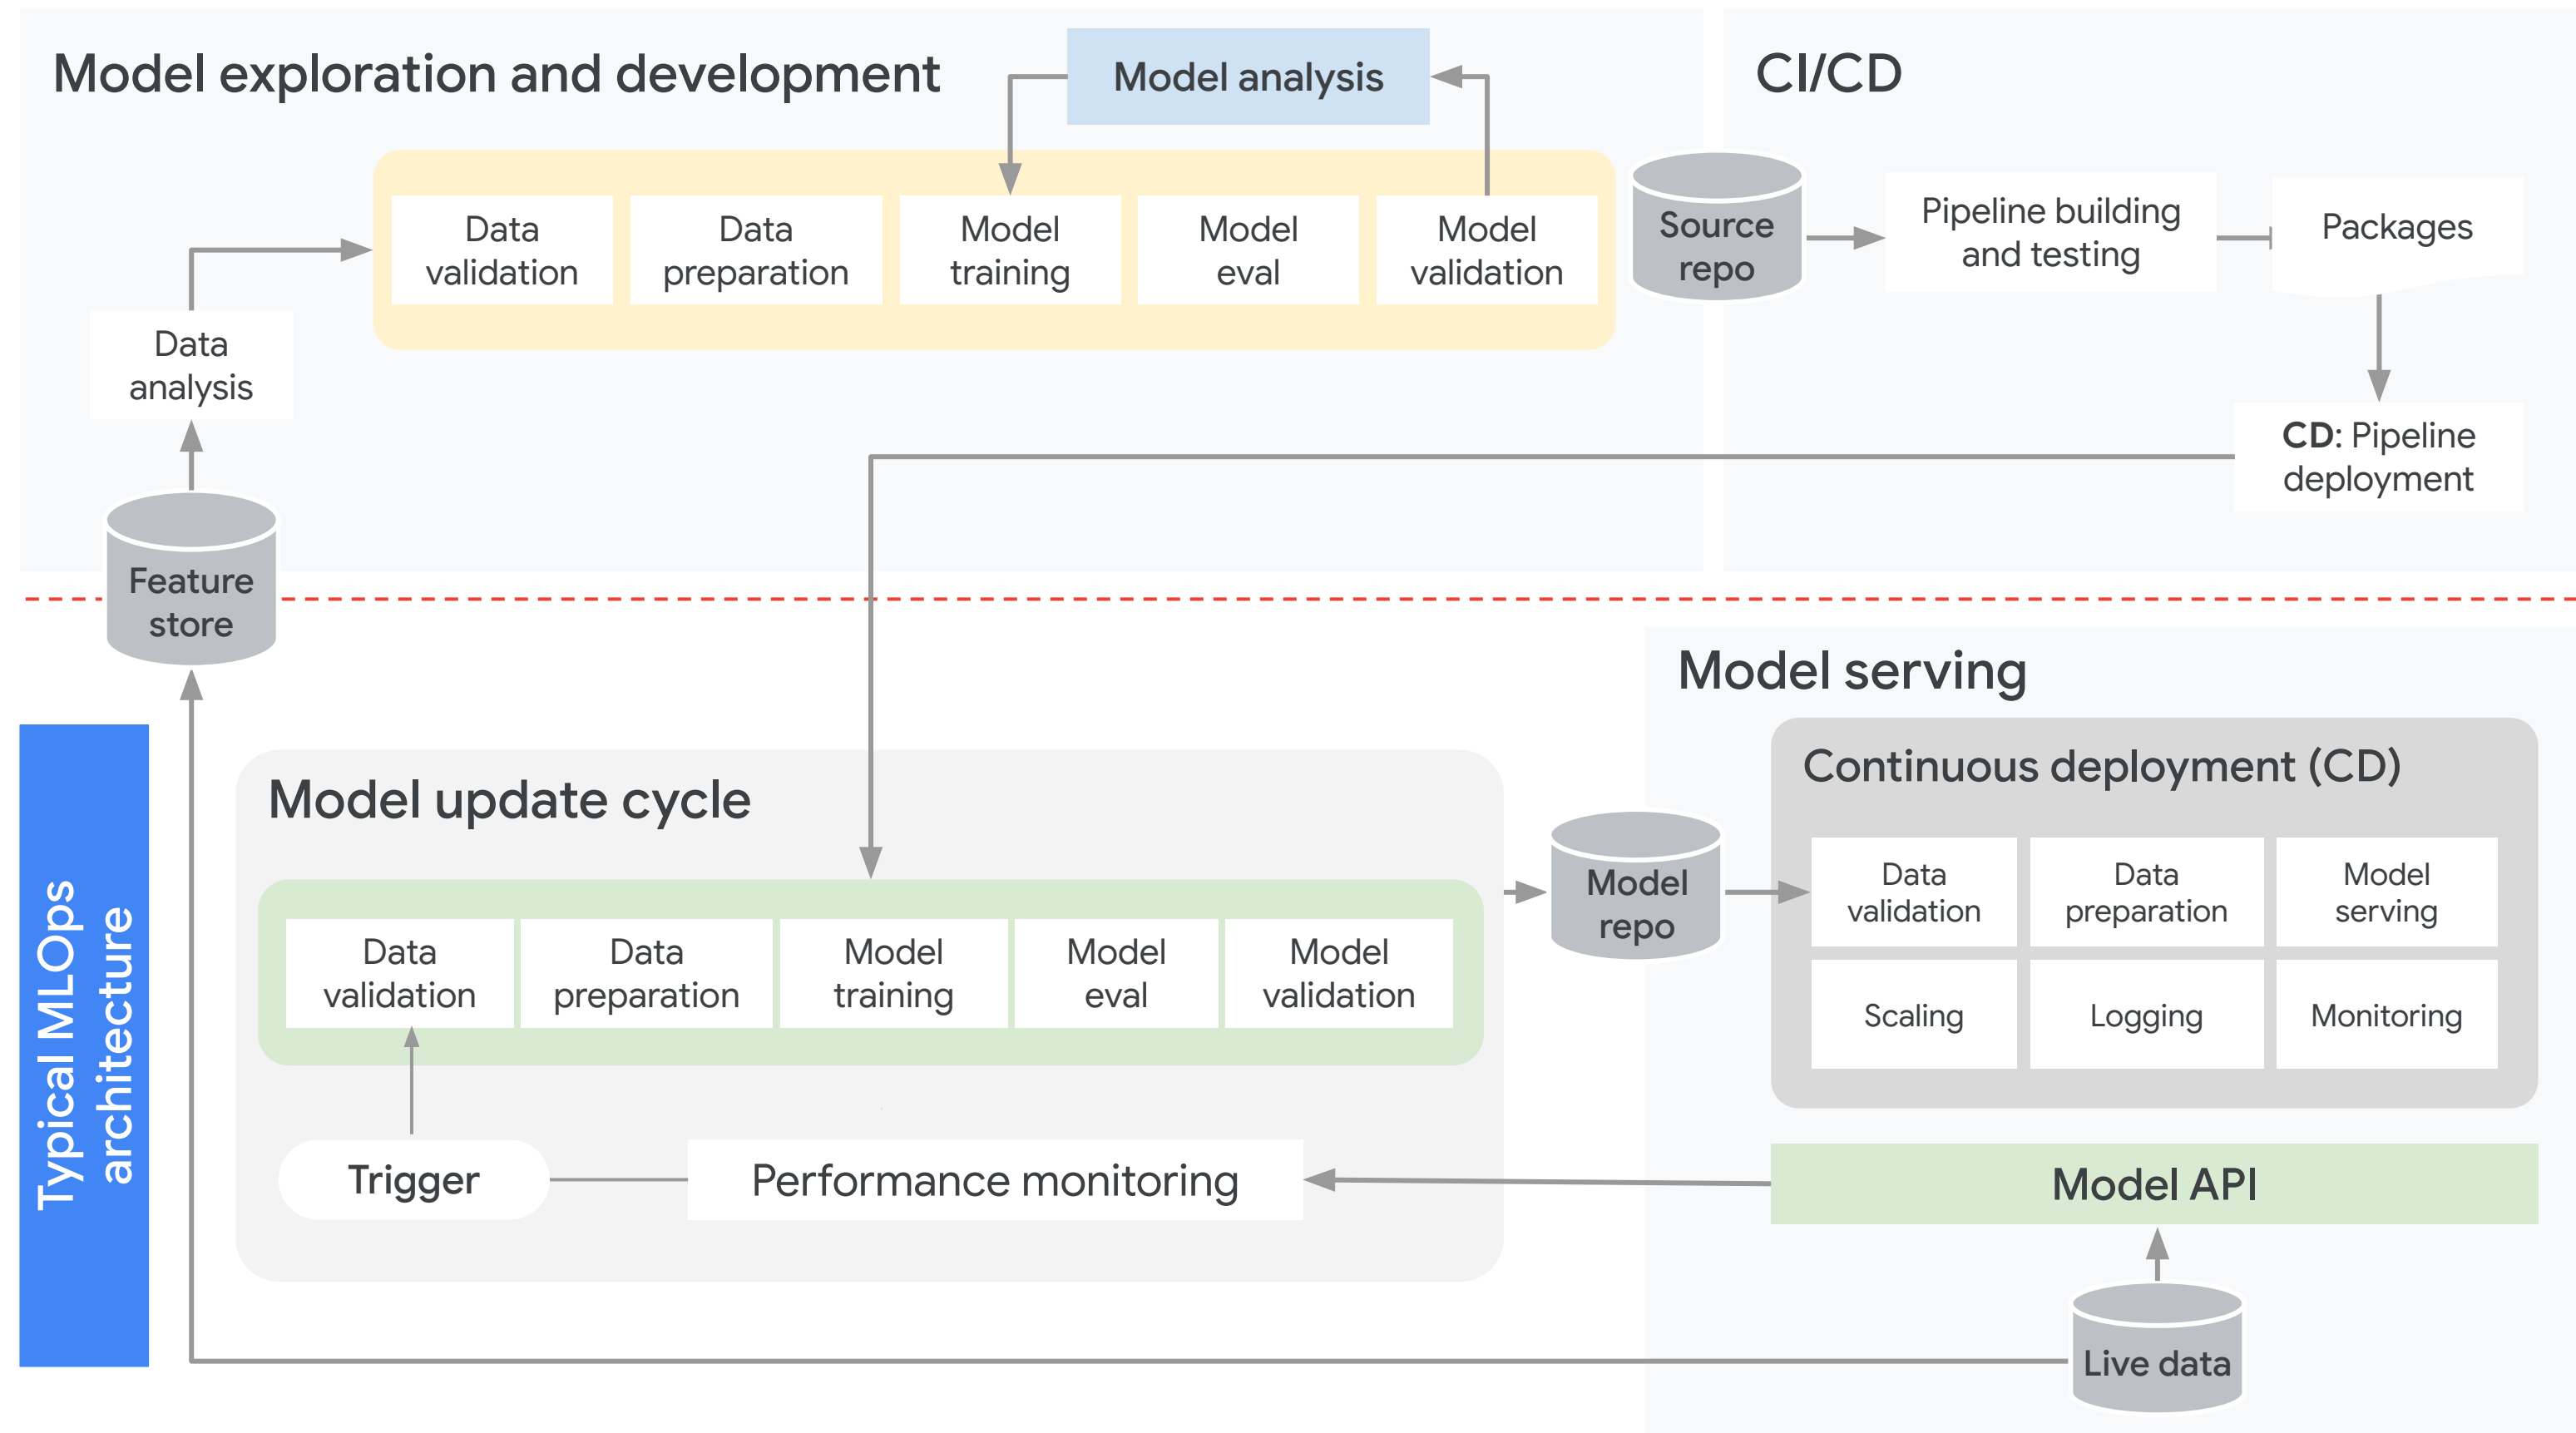 Model exploration and development
Model analysis
CI/CD
Data
validation
Data
preparation
Model
training
Model
eval
Model
validation
Source
repo
Pipeline building
and testing
Packages
Data
analysis
CD: Pipeline
deployment
Feature
store
Model serving
Continuous deployment (CD)
Model update cycle
Data
validation
Data
preparation
Model
serving
Model
repo
Data
validation
Data
preparation
Model
training
Model
eval
Model
validation
Scaling
Logging
Monitoring
Typical MLOps
architecture
Trigger
Performance monitoring
Model API
Live data